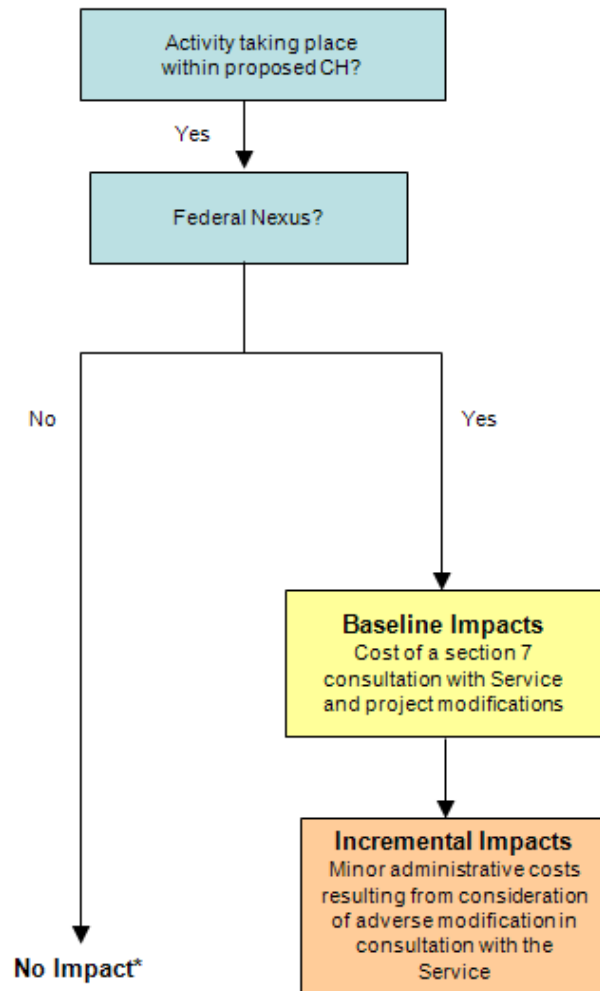 Activity taking place
within proposed CH?
Yes
Federal Nexus?
No
Yes
Baseline Impacts
Cost of a section 7
consultation with Service
and project modifications
Incremental Impacts
Minor administrative costs
resulting from consideration
of adverse modification in
consultation with the
Service
No Impact*